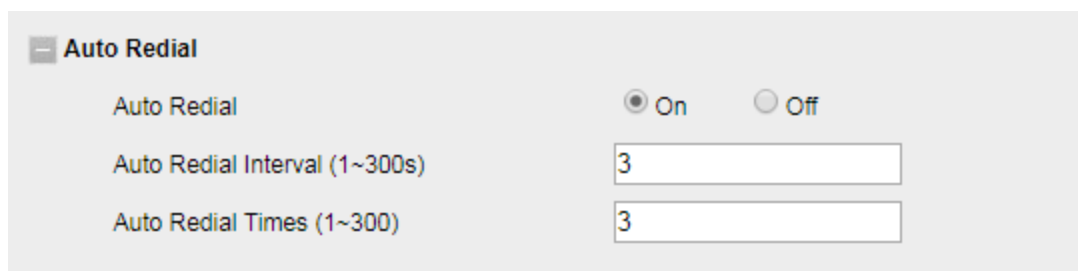 Auto Redial
Auto Redial On Off
Auto Redial Interval (1~300s) 3
Auto Redial Times (1~300) 3